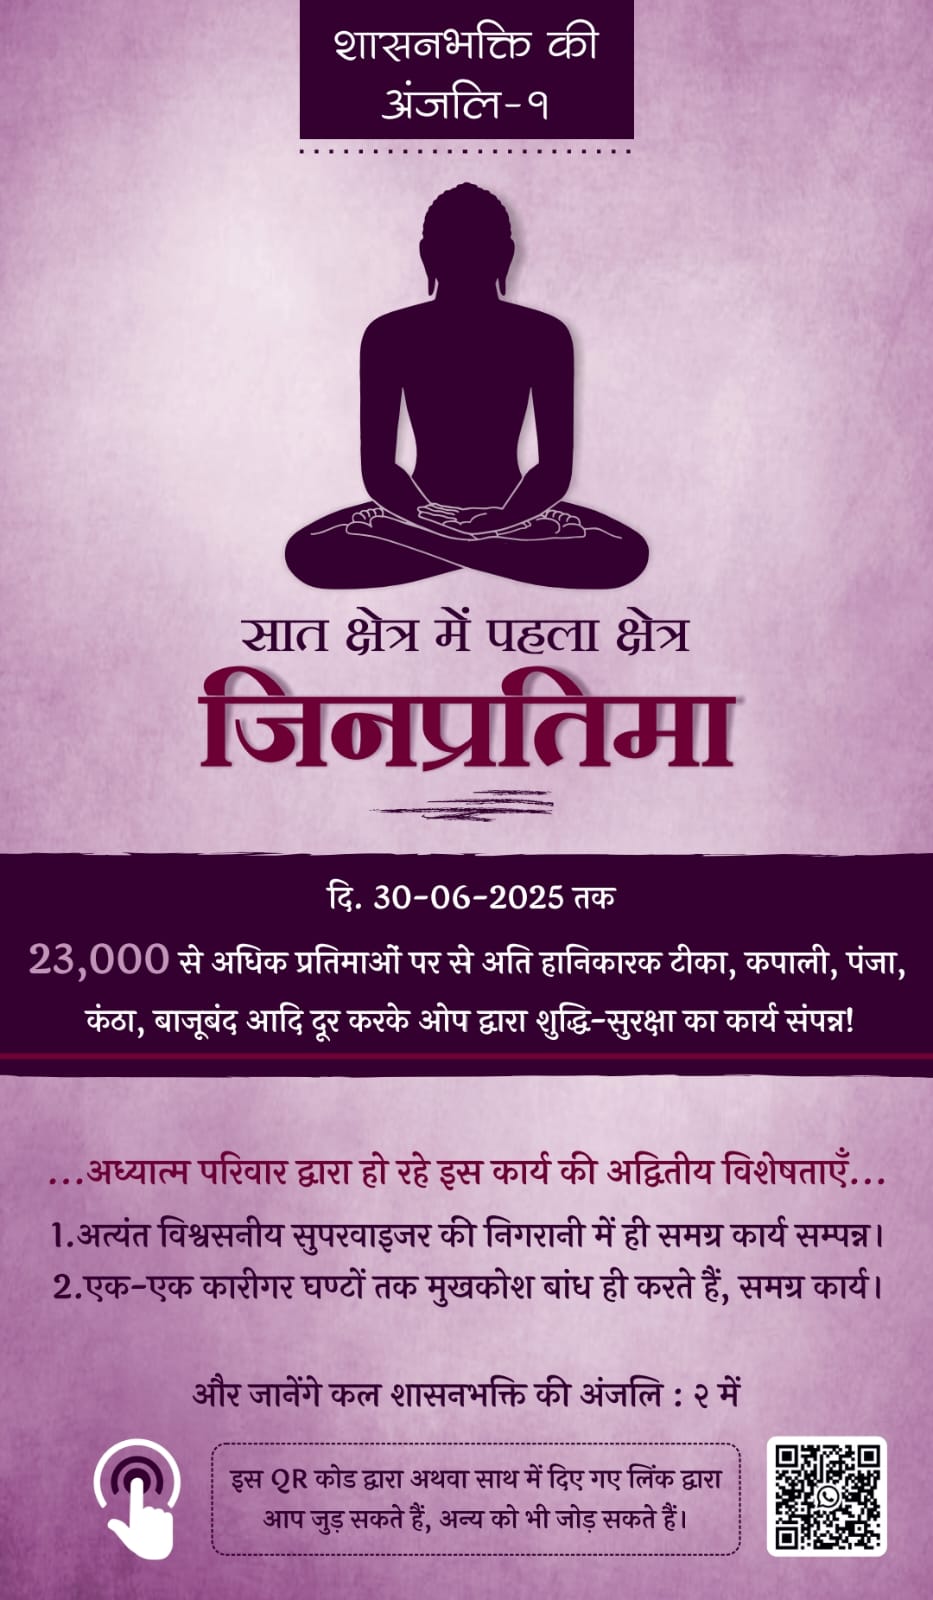 शासनभक्ति की
अंजलि-१
सात क्षेत्र में पहला क्षेत्र
जिनप्रतिमा
दि. 30-06-2025 तक
23,000 से अधिक प्रतिमाओं पर से अति हानिकारक टीका, कपाली, पंजा,
कंठा, बाजूबंद आदि दूर करके ओप द्वारा शुद्धि-सुरक्षा का कार्य संपन्न!
...अध्यात्म परिवार द्वारा हो रहे इस कार्य की अद्वितीय विशेषताएँ...
1.अत्यंत विश्वसनीय सुपरवाइजर की निगरानी में ही समग्र कार्य सम्पन्न।
2.एक-एक कारीगर घण्टों तक मुखकोश बांध ही करते हैं, समग्र कार्य।
और जानेंगे कल शासनभक्ति की अंजलि : २ में
इस QR कोड द्वारा अथवा साथ में दिए गए लिंक द्वारा
आप जुड़ सकते हैं, अन्य को भी जोड़ सकते हैं।